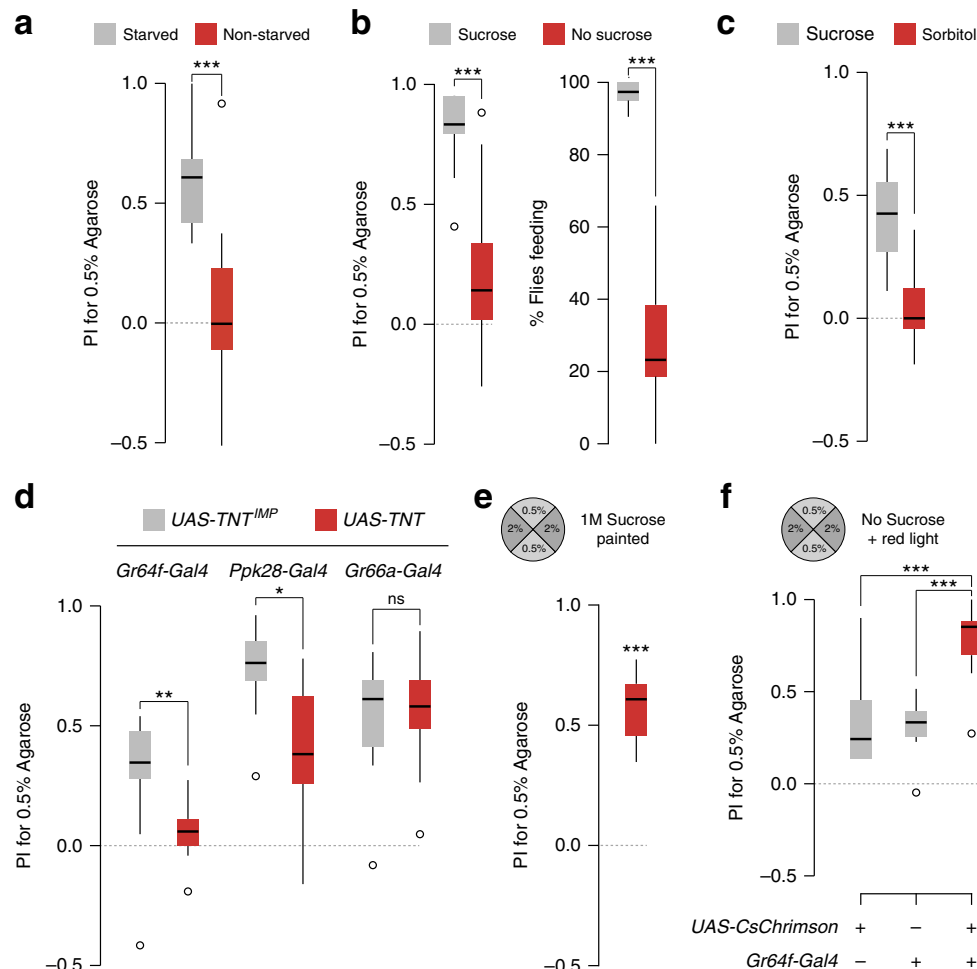 a
Starved
Non-starved
***
1.0
0.5
0.0
−0.5
PI for 0.5% Agarose
b
Sucrose
No sucrose
***
1.0
0.5
0.0
−0.5
PI for 0.5% Agarose
***
100
80
60
40
20
0
% Flies feeding
c
Sucrose
Sorbitol
***
1.0
0.5
0.0
−0.5
PI for 0.5% Agarose
d
UAS-TNT^IMP
UAS-TNT
Gr64f-Gal4
Ppk28-Gal4
Gr66a-Gal4
**
*
ns
1.0
0.5
0.0
−0.5
PI for 0.5% Agarose
e
0.5%
2% 2%
0.5%
1M Sucrose
painted
***
1.0
0.5
0.0
−0.5
PI for 0.5% Agarose
f
0.5%
2% 2%
0.5%
No Sucrose
+ red light
***
***
1.0
0.5
0.0
−0.5
PI for 0.5% Agarose
UAS-CsChrimson + − +
Gr64f-Gal4 − + +